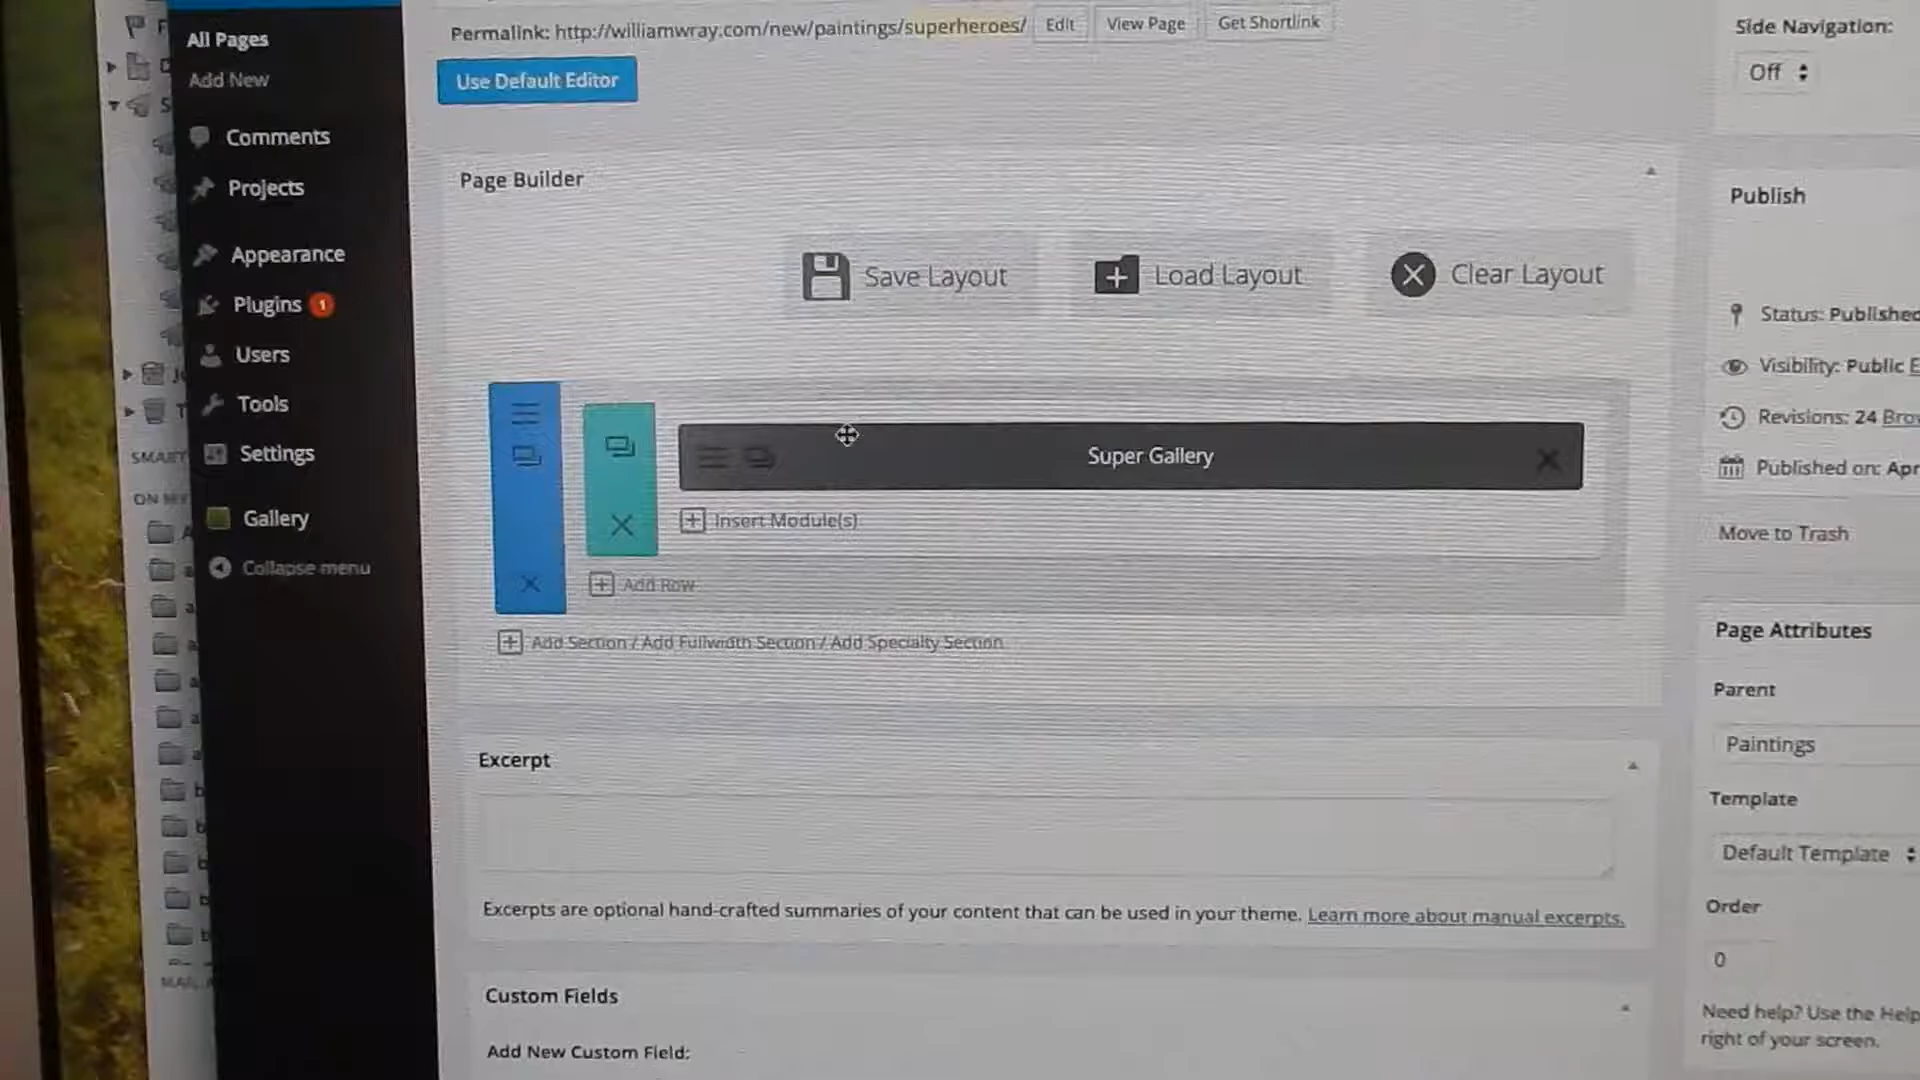 All Pages
Add New
Comments
Projects
Appearance
Plugins 1
Users
Tools
Settings
Gallery
Collapse menu
SMART
ON MY
Permalink: http://williamwray.com/new/paintings/superheroes/ Edit View Page Get Shortlink
Use Default Editor
Page Builder
Save Layout Load Layout Clear Layout
Super Gallery
Insert Module(s)
Add Row
Add Section / Add Fullwidth Section / Add Specialty Section
Excerpt
Excerpts are optional hand-crafted summaries of your content that can be used in your theme. Learn more about manual excerpts.
Custom Fields
Add New Custom Field:
Side Navigation:
Off
Publish
Status: Published
Visibility: Public E
Revisions: 24 Brow
Published on: Apr
Move to Trash
Page Attributes
Parent
Paintings
Template
Default Template
Order
0
Need help? Use the Help
right of your screen.